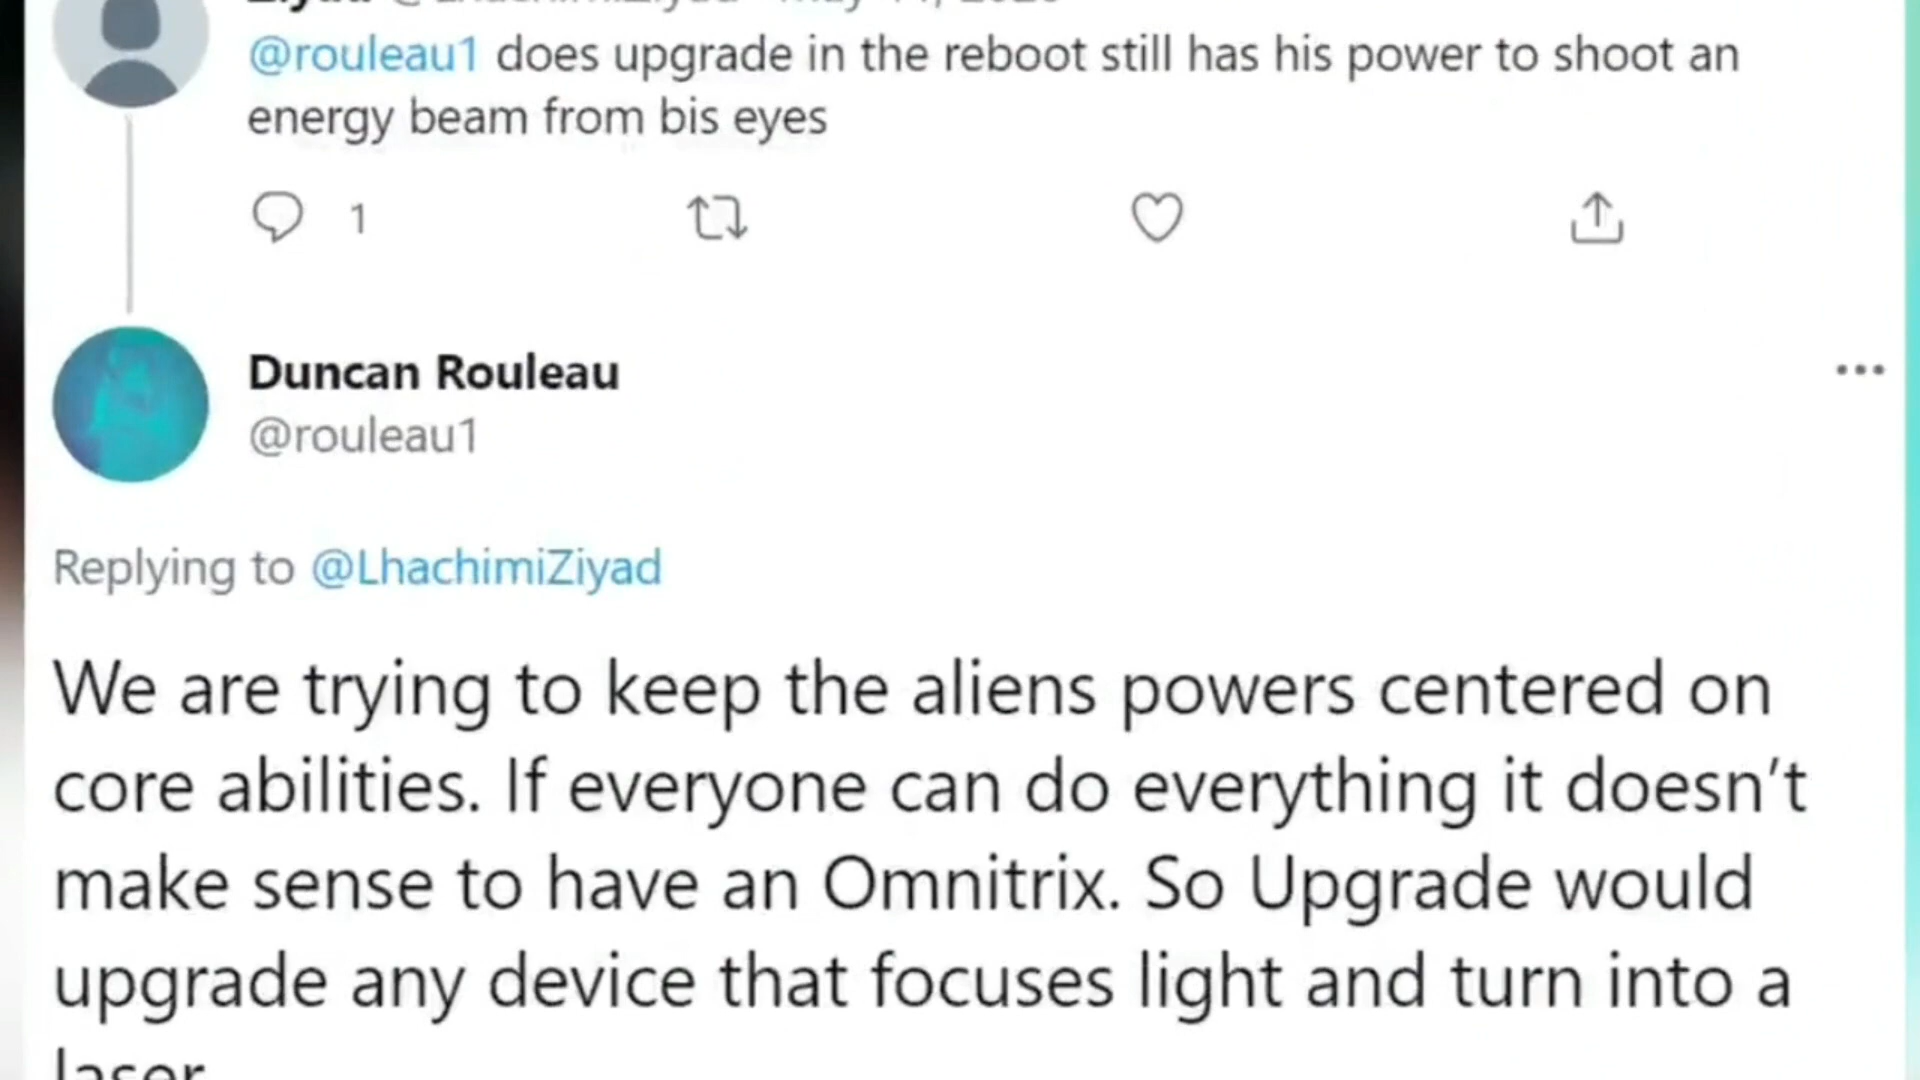 @rouleau1 does upgrade in the reboot still has his power to shoot an
energy beam from bis eyes
1
Duncan Rouleau
@rouleau1
Replying to @LhachimiZiyad
We are trying to keep the aliens powers centered on
core abilities. If everyone can do everything it doesn't
make sense to have an Omnitrix. So Upgrade would
upgrade any device that focuses light and turn into a
laser